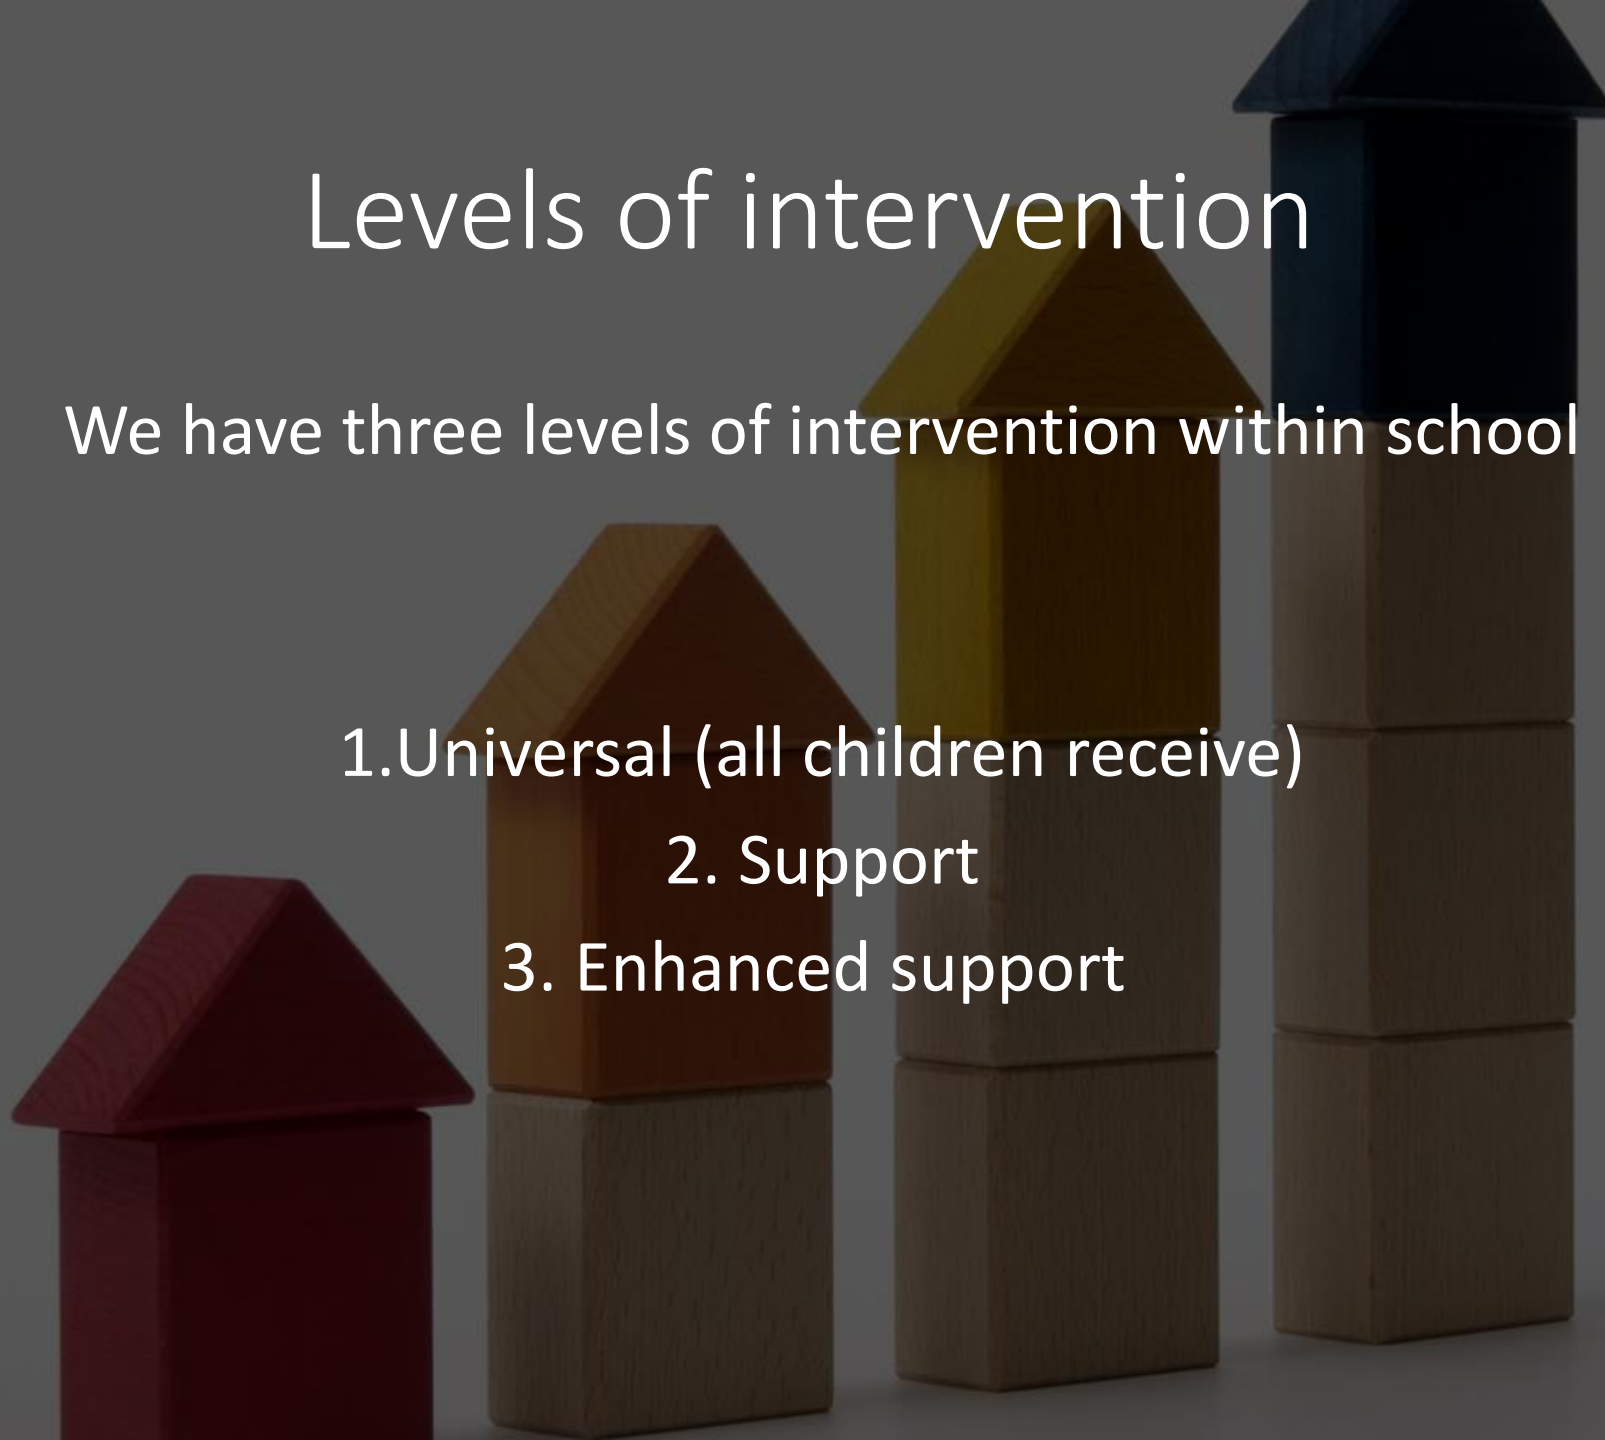 Levels of intervention
We have three levels of intervention within school
1.Universal (all children receive)
2. Support
3. Enhanced support